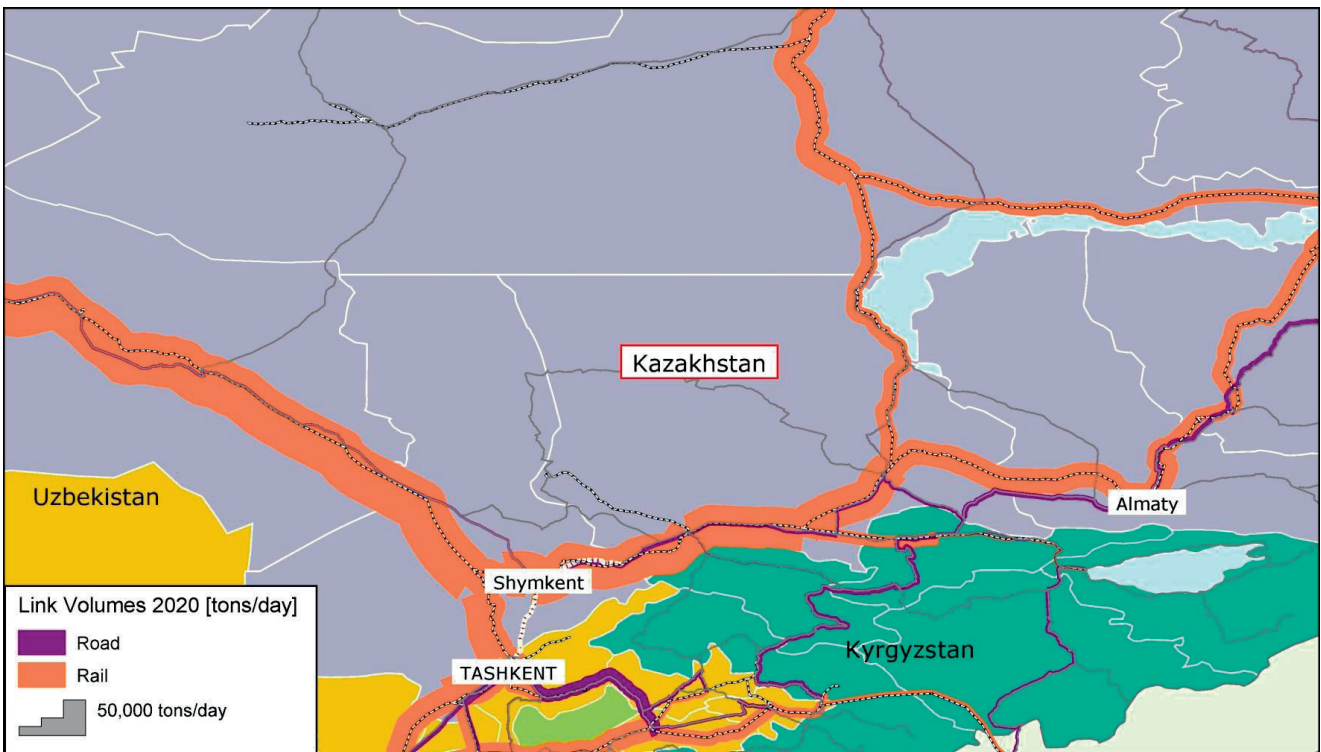 Kazakhstan
Uzbekistan
Almaty
Shymkent
Link Volumes 2020 [tons/day]
Road
Rail
50,000 tons/day
Kyrgyzstan
TASHKENT